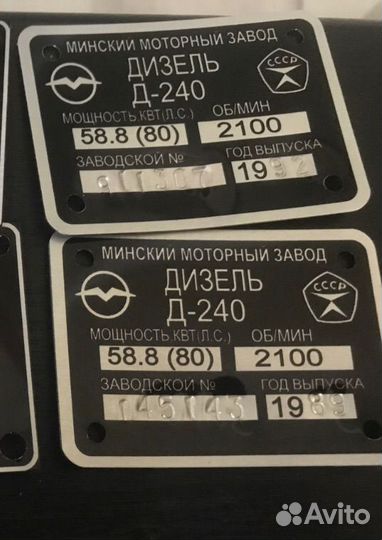 МИНСКИИ МОТОРНЫЙ ЗАВОД
ДИЗЕЛЬ
Д-240
СССР
МОЩНОСТЬ КВТ(Л.С.) ОБ/МИН
58.8 (80) 2100
ЗАВОДСКОЙ № ГОД ВЫПУСКА
1992
МИНСКИИ МОТОРНЫЙ ЗАВОД
ДИЗЕЛЬ
Д-240
СССР
МОЩНОСТЬ КВТ(Л.С.) ОБ/МИН
58.8 (80) 2100
ЗАВОДСКОЙ № ГОД ВЫПУСКА
145143 1989
Avito